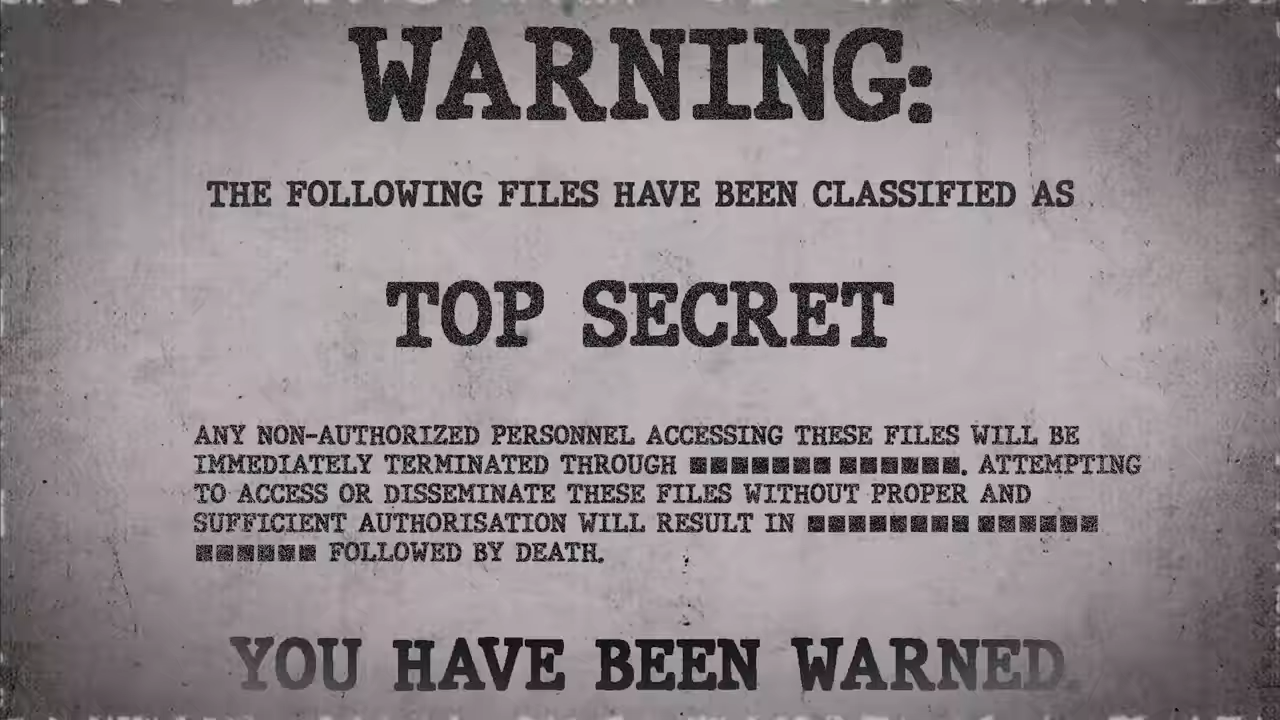 WARNING:
THE FOLLOWING FILES HAVE BEEN CLASSIFIED AS
TOP SECRET
ANY NON-AUTHORIZED PERSONNEL ACCESSING THESE FILES WILL BE
IMMEDIATELY TERMINATED THROUGH ■■■■■■■ ■■■■■■. ATTEMPTING
TO ACCESS OR DISSEMINATE THESE FILES WITHOUT PROPER AND
SUFFICIENT AUTHORISATION WILL RESULT IN ■■■■■■■■ ■■■■■■
■■■■■■ FOLLOWED BY DEATH.
YOU HAVE BEEN WARNED.